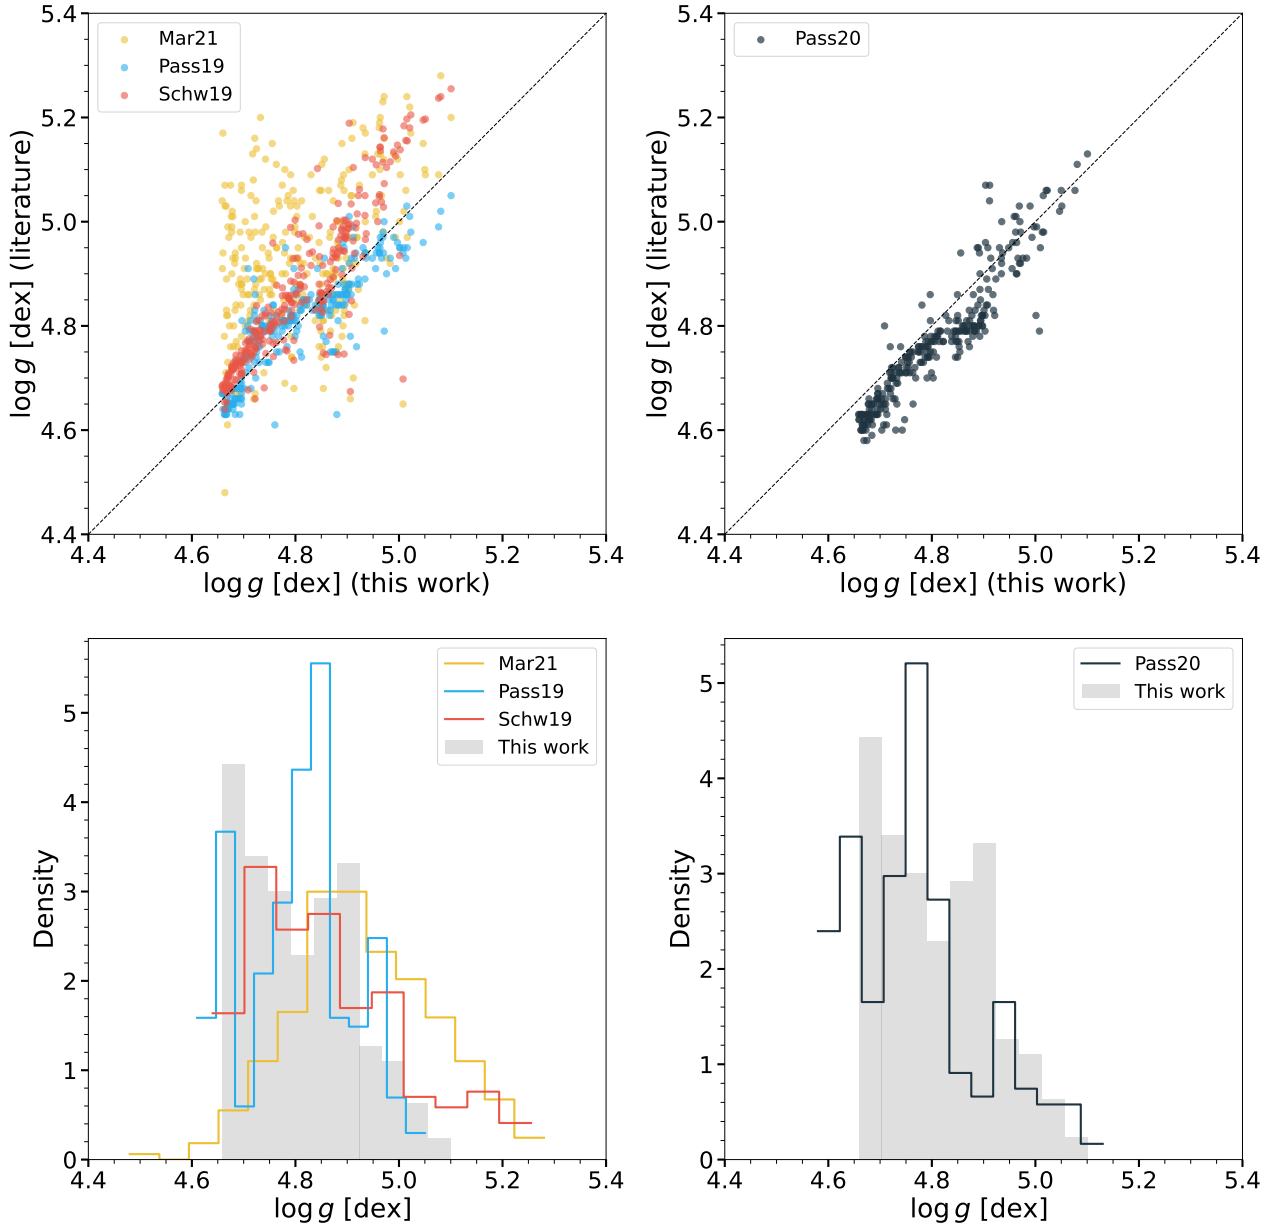 5.4
5.2
5.0
4.8
4.6
4.4
log g [dex] (literature)
Mar21
Pass19
Schw19
4.4 4.6 4.8 5.0 5.2 5.4
log g [dex] (this work)
5.4
5.2
5.0
4.8
4.6
4.4
log g [dex] (literature)
Pass20
4.4 4.6 4.8 5.0 5.2 5.4
log g [dex] (this work)
5
4
3
2
1
0
Density
Mar21
Pass19
Schw19
This work
4.4 4.6 4.8 5.0 5.2 5.4
log g [dex]
5
4
3
2
1
0
Density
Pass20
This work
4.4 4.6 4.8 5.0 5.2 5.4
log g [dex]